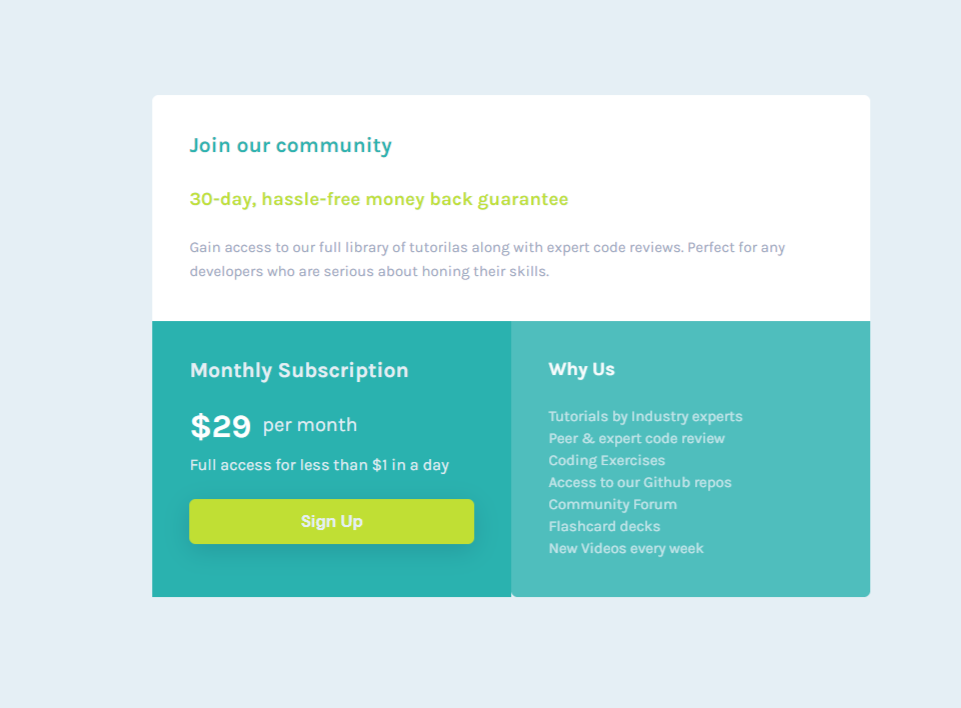 Join our community
30-day, hassle-free money back guarantee
Gain access to our full library of tutorilas along with expert code reviews. Perfect for any
developers who are serious about honing their skills.
Monthly Subscription
$29 per month
Full access for less than $1 in a day
Sign Up
Why Us
Tutorials by Industry experts
Peer & expert code review
Coding Exercises
Access to our Github repos
Community Forum
Flashcard decks
New Videos every week